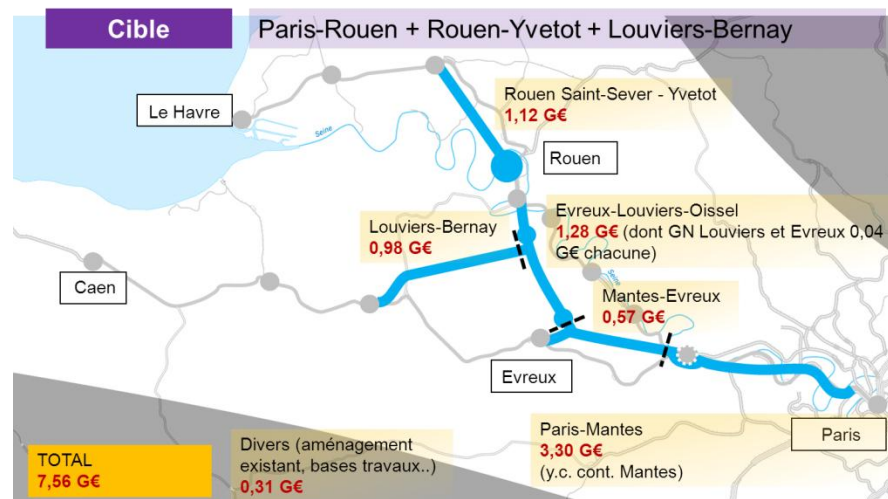 Cible
Paris-Rouen + Rouen-Yvetot + Louviers-Bernay
Rouen Saint-Sever - Yvetot
1,12 G€
Le Havre
Seine
Rouen
Evreux-Louviers-Oissel
1,28 G€ (dont GN Louviers et Evreux 0,04
G€ chacune)
Louviers-Bernay
0,98 G€
Seine
Caen
Mantes-Evreux
0,57 G€
Evreux
Paris-Mantes
3,30 G€
(y.c. cont. Mantes)
Paris
Divers (aménagement
existant, bases travaux..)
0,31 G€
TOTAL
7,56 G€